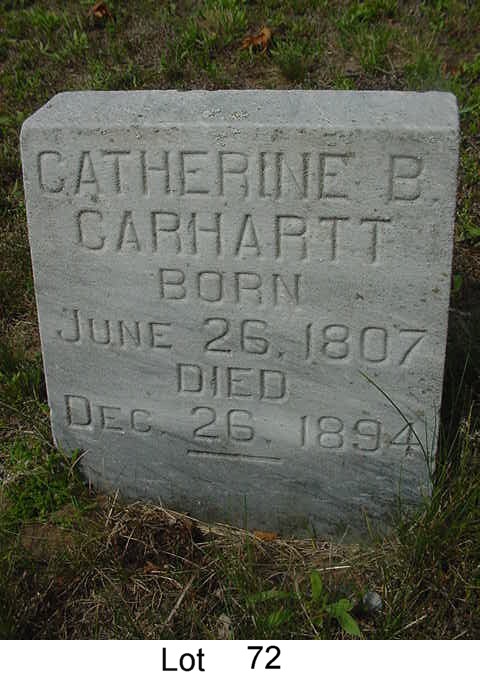 CATHERINE B.
CARHARTT
BORN
JUNE 26, 1807
DIED
DEC. 26, 1894
Lot 72